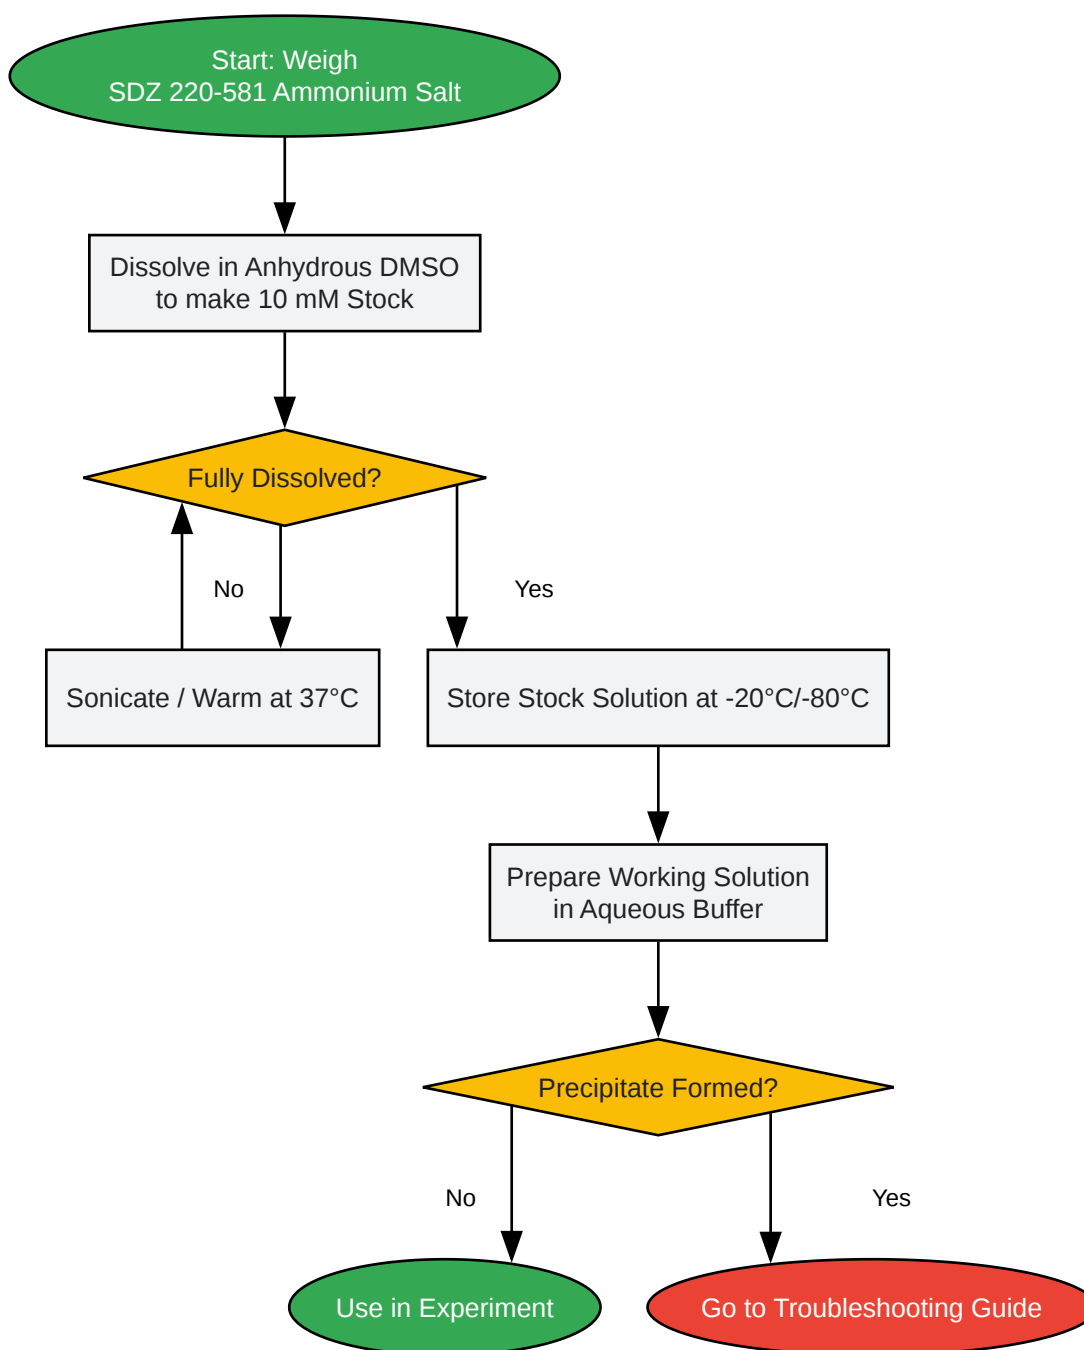 Start: Weigh
SDZ 220-581 Ammonium Salt
Dissolve in Anhydrous DMSO
to make 10 mM Stock
Fully Dissolved?
No
Yes
Sonicate / Warm at 37°C
Store Stock Solution at -20°C/-80°C
Prepare Working Solution
in Aqueous Buffer
Precipitate Formed?
No
Yes
Use in Experiment
Go to Troubleshooting Guide